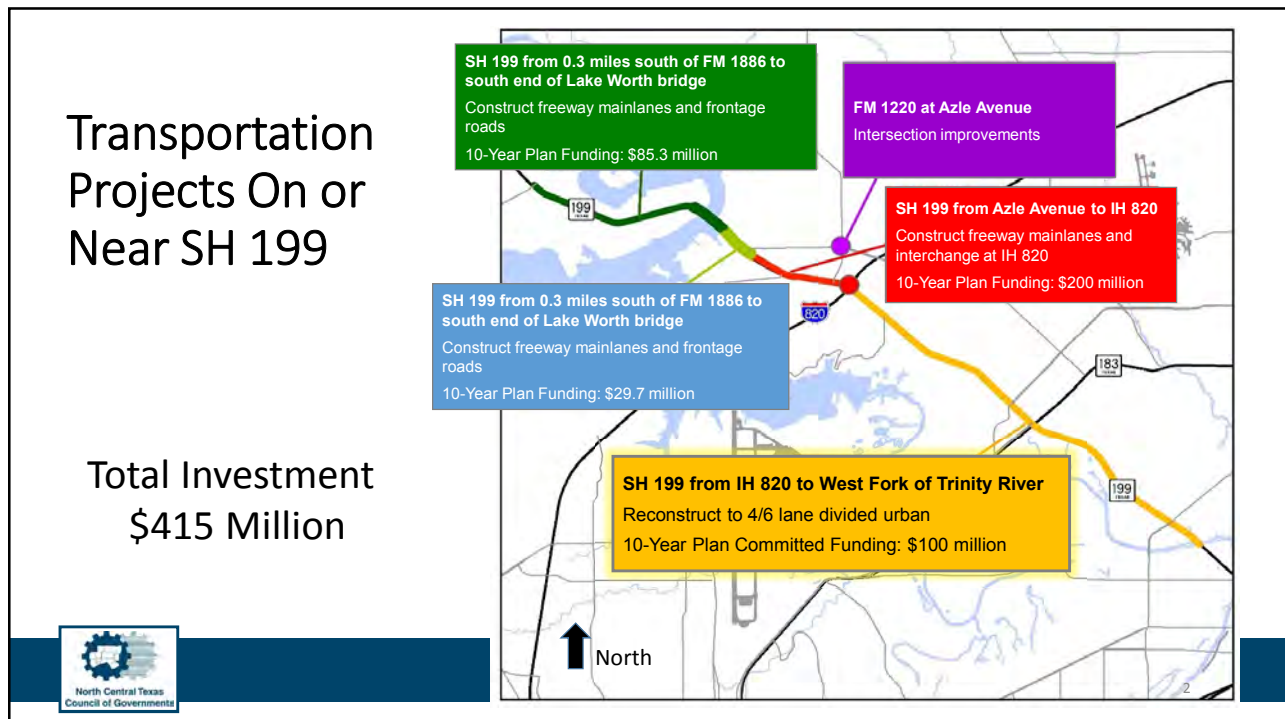 Transportation
Projects On or
Near SH 199
Total Investment
$415 Million
SH 199 from 0.3 miles south of FM 1886 to
south end of Lake Worth bridge
Construct freeway mainlanes and frontage
roads
10-Year Plan Funding: $85.3 million
FM 1220 at Azle Avenue
Intersection improvements
SH 199 from Azle Avenue to IH 820
Construct freeway mainlanes and
interchange at IH 820
10-Year Plan Funding: $200 million
SH 199 from 0.3 miles south of FM 1886 to
south end of Lake Worth bridge
Construct freeway mainlanes and frontage
roads
10-Year Plan Funding: $29.7 million
SH 199 from IH 820 to West Fork of Trinity River
Reconstruct to 4/6 lane divided urban
10-Year Plan Committed Funding: $100 million
199
TEXAS
820
183
TEXAS
199
TEXAS
North
North Central Texas
Council of Governments
2